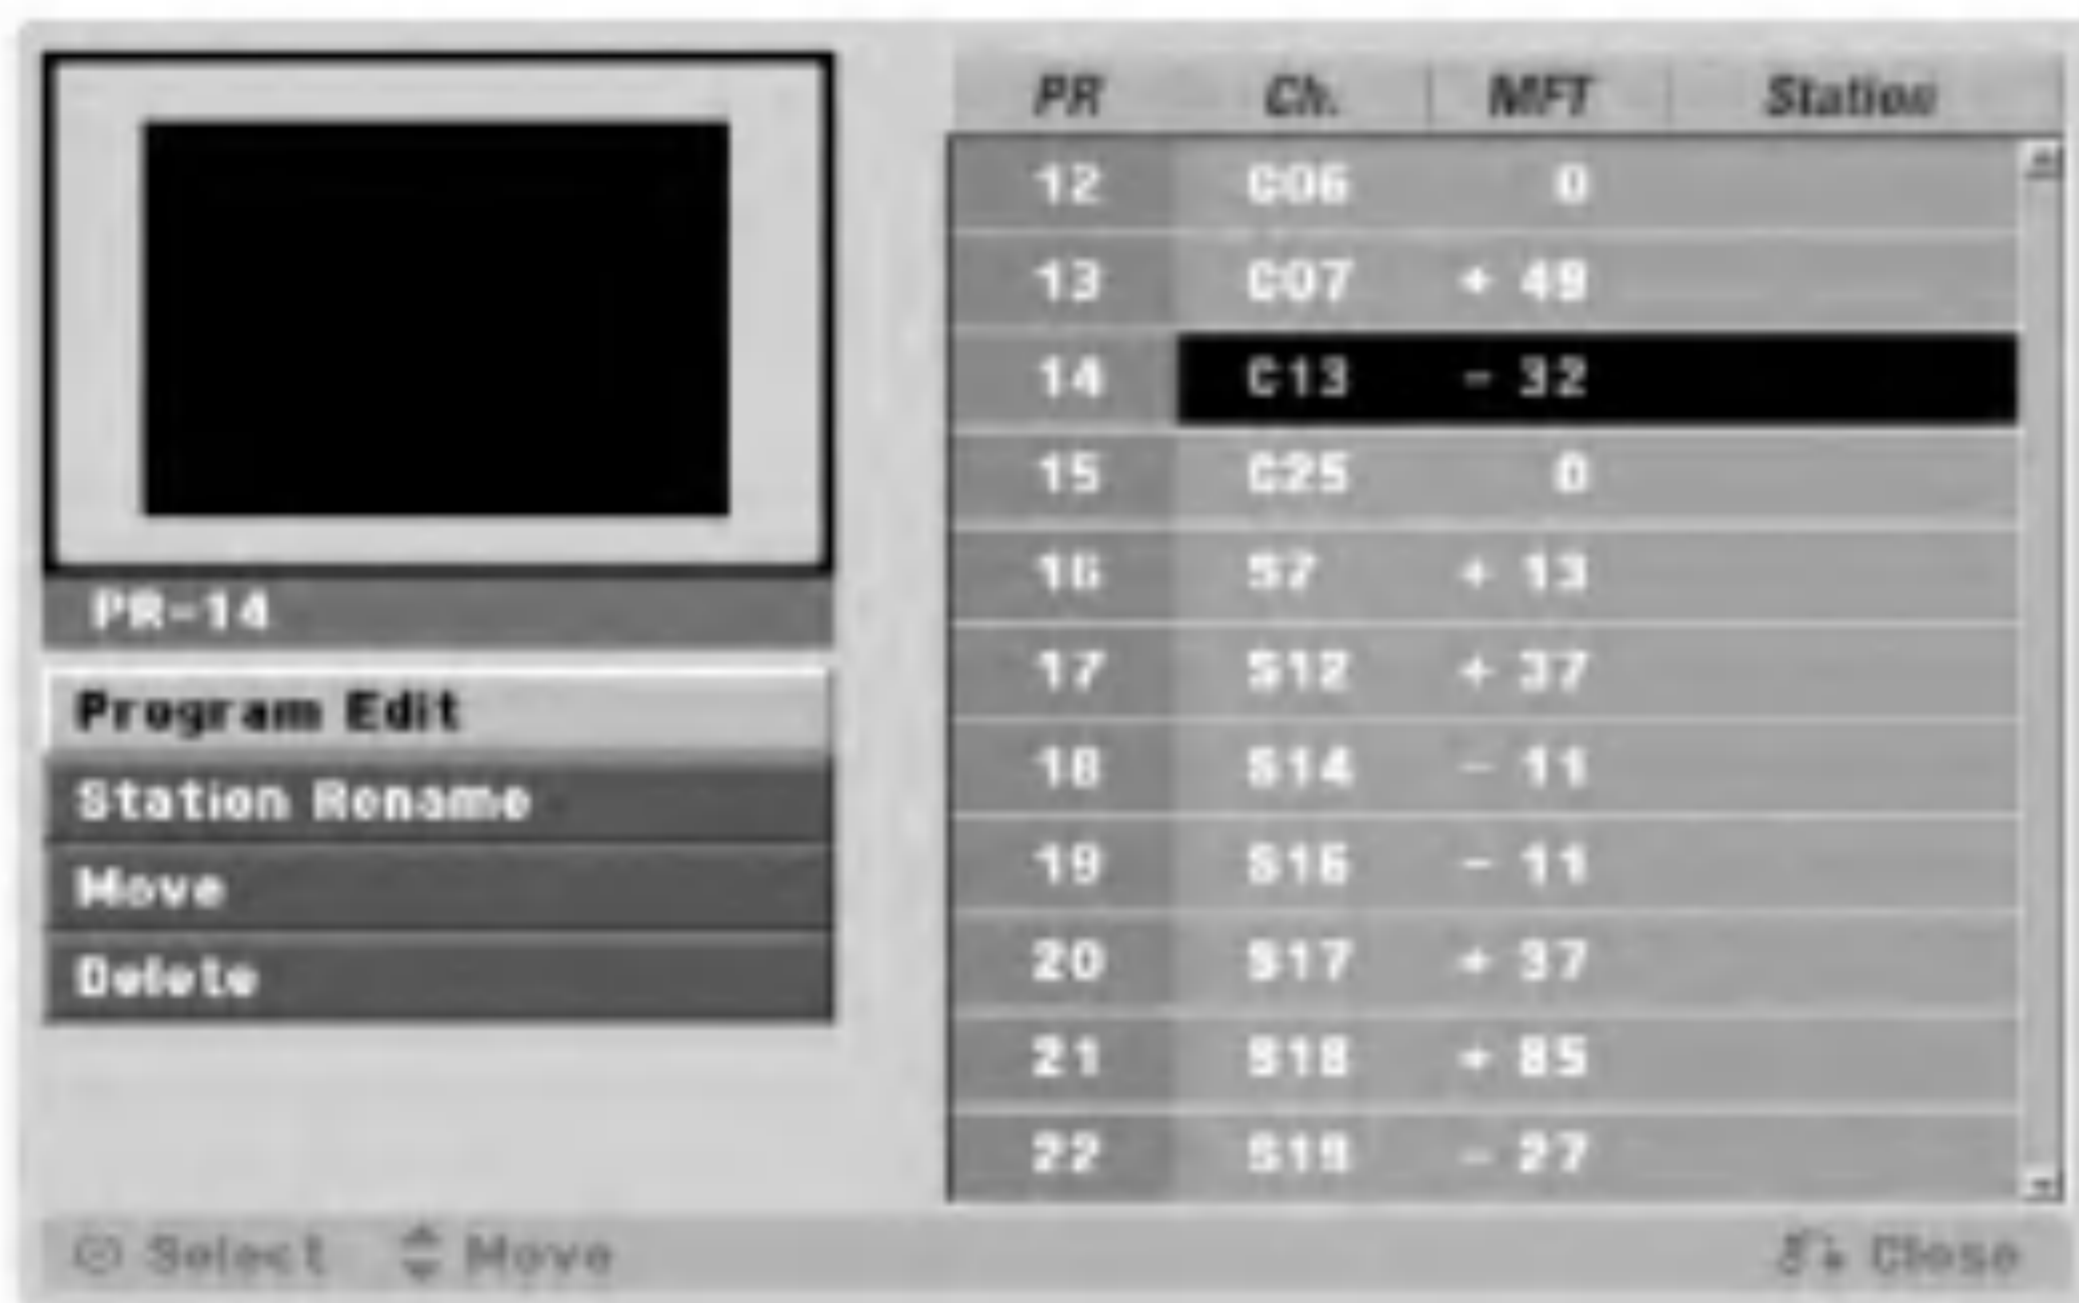 PR Ch. MFT Station
12 C06 0
13 C07 + 49
14 C13 - 32
15 C25 0
16 S7 + 13
17 S12 + 37
18 S14 - 11
19 S16 - 11
20 S17 + 37
21 S18 + 85
22 S19 - 27
PR-14
Program Edit
Station Rename
Move
Delete
Select Move Close